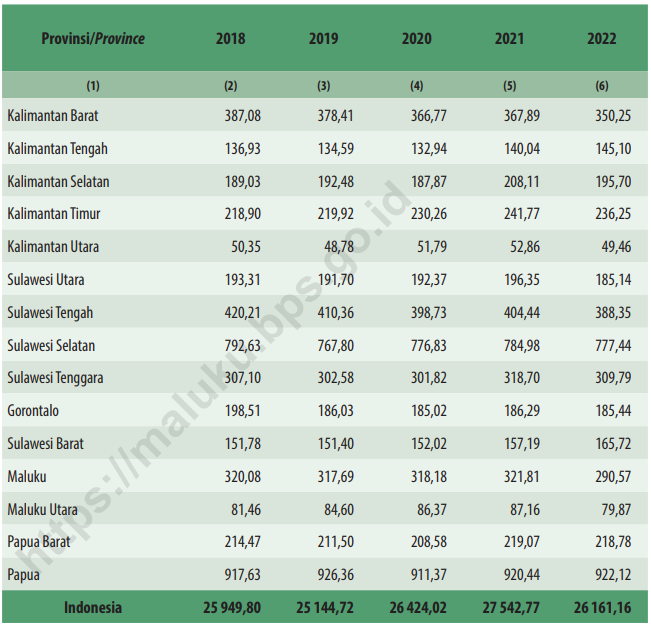 Provinsi/Province 2018 2019 2020 2021 2022
(1) (2) (3) (4) (5) (6)
Kalimantan Barat 387,08 378,41 366,77 367,89 350,25
Kalimantan Tengah 136,93 134,59 132,94 140,04 145,10
Kalimantan Selatan 189,03 192,48 187,87 208,11 195,70
Kalimantan Timur 218,90 219,92 230,26 241,77 236,25
Kalimantan Utara 50,35 48,78 51,79 52,86 49,46
Sulawesi Utara 193,31 191,70 192,37 196,35 185,14
Sulawesi Tengah 420,21 410,36 398,73 404,44 388,35
Sulawesi Selatan 792,63 767,80 776,83 784,98 777,44
Sulawesi Tenggara 307,10 302,58 301,82 318,70 309,79
Gorontalo 198,51 186,03 185,02 186,29 185,44
Sulawesi Barat 151,78 151,40 152,02 157,19 165,72
Maluku 320,08 317,69 318,18 321,81 290,57
Maluku Utara 81,46 84,60 86,37 87,16 79,87
Papua Barat 214,47 211,50 208,58 219,07 218,78
Papua 917,63 926,36 911,37 920,44 922,12
Indonesia 25 949,80 25 144,72 26 424,02 27 542,77 26 161,16
https://maluku.bps.go.id